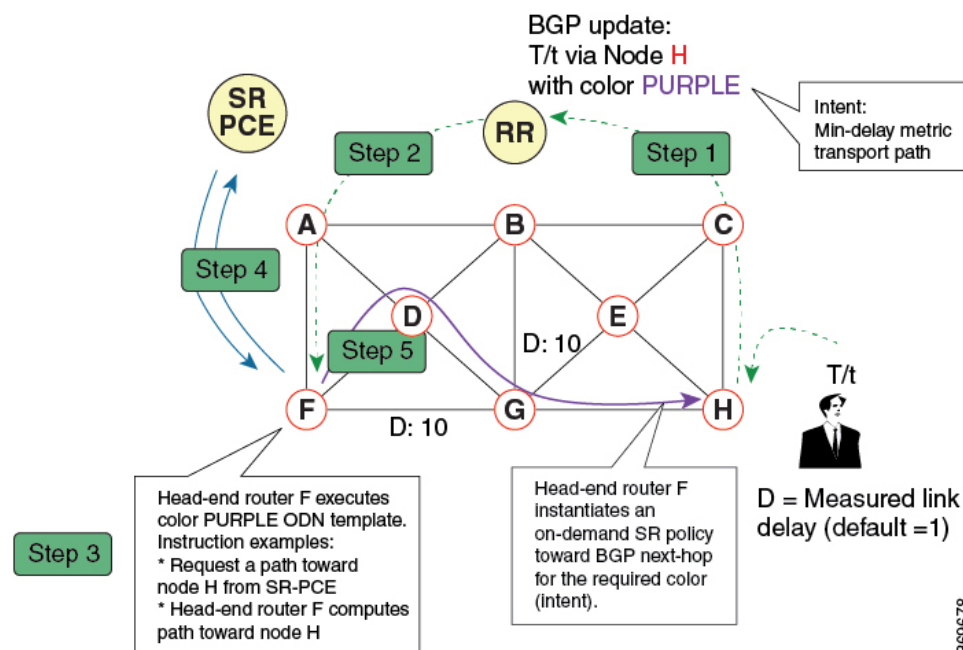 BGP update:
T/t via Node H
with color PURPLE
SR
PCE
RR
Intent:
Min-delay metric
transport path
Step 2
Step 1
A
B
C
Step 4
D
E
Step 5
D: 10
T/t
F
G
H
D: 10
Head-end router F executes
color PURPLE ODN template.
Instruction examples:
* Request a path toward
node H from SR-PCE
* Head-end router F computes
path toward node H
Head-end router F
instantiates an
on-demand SR policy
toward BGP next-hop
for the required color
(intent).
D = Measured link
delay (default =1)
Step 3